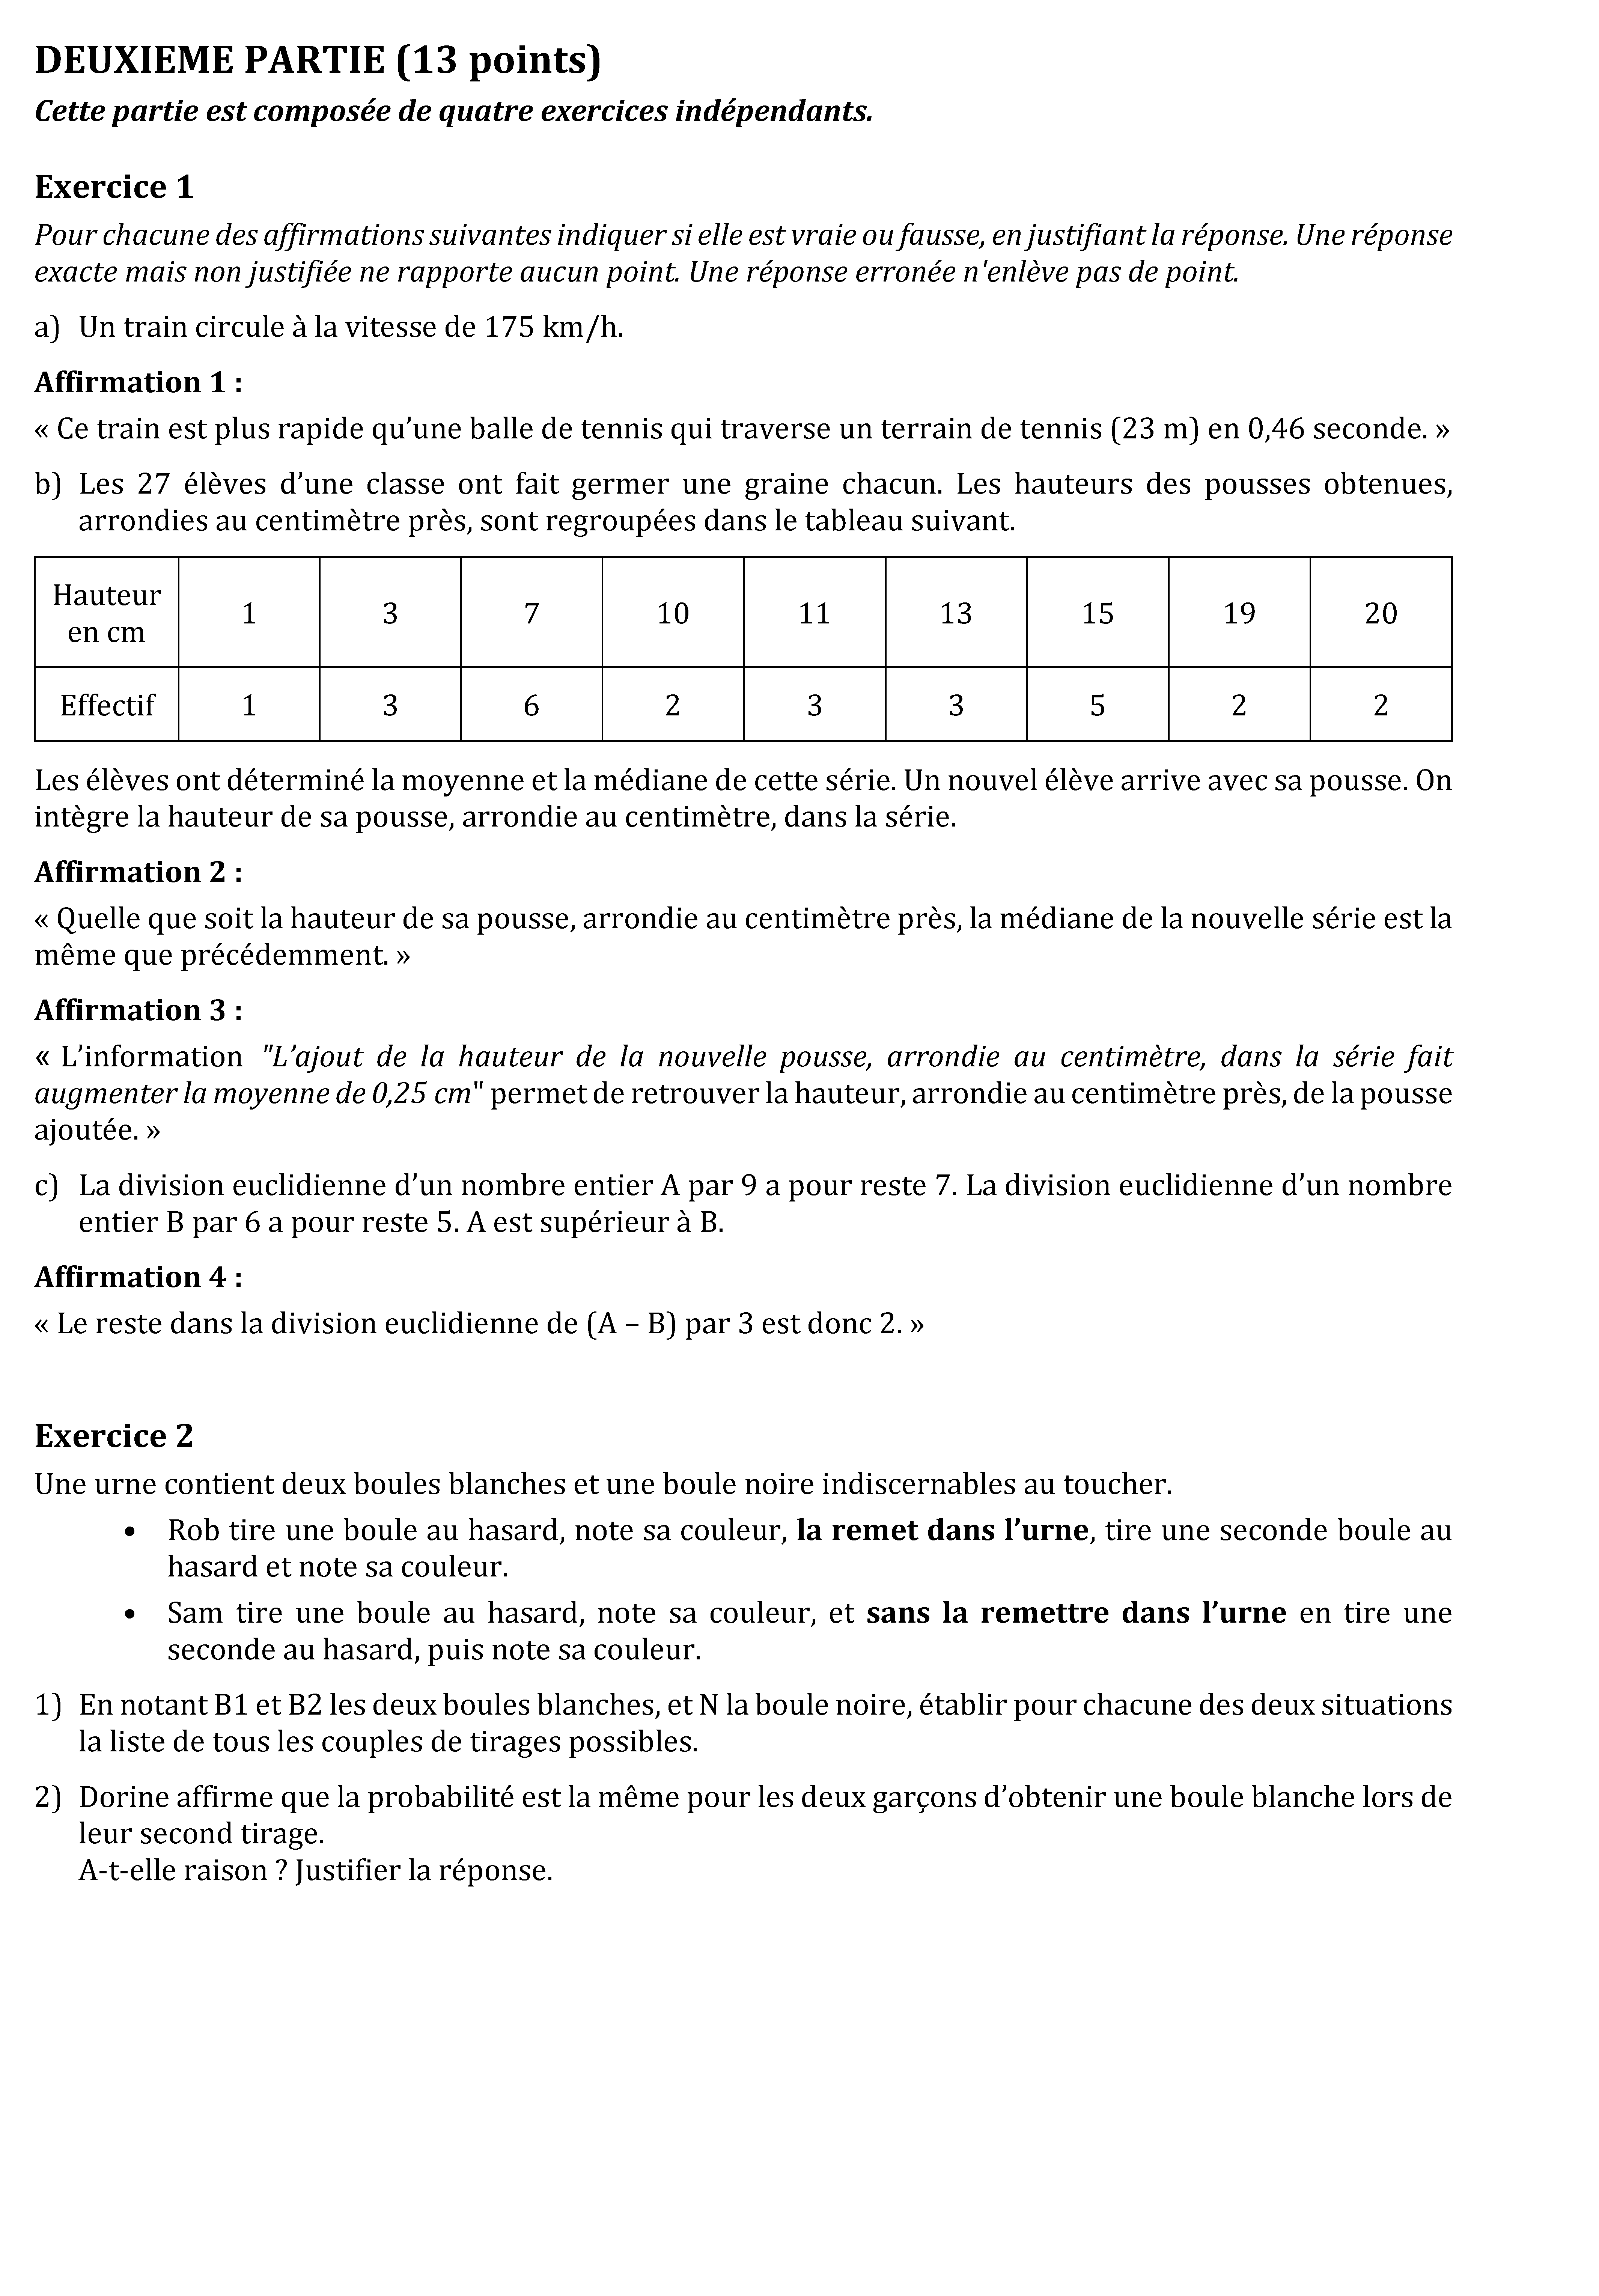 DEUXIEME PARTIE (13 points)
Cette partie est composée de quatre exercices indépendants.
Exercice 1
Pour chacune des affirmations suivantes indiquer si elle est vraie ou fausse, en justifiant la réponse. Une réponse
exacte mais non justifiée ne rapporte aucun point. Une réponse erronée n'enlève pas de point.
a) Un train circule à la vitesse de 175 km/h.
Affirmation 1 :
« Ce train est plus rapide qu’une balle de tennis qui traverse un terrain de tennis (23 m) en 0,46 seconde. »
b) Les 27 élèves d’une classe ont fait germer une graine chacun. Les hauteurs des pousses obtenues,
arrondies au centimètre près, sont regroupées dans le tableau suivant.
Hauteur
en cm
1 3 7 10 11 13 15 19 20
Effectif 1 3 6 2 3 3 5 2 2
Les élèves ont déterminé la moyenne et la médiane de cette série. Un nouvel élève arrive avec sa pousse. On
intègre la hauteur de sa pousse, arrondie au centimètre, dans la série.
Affirmation 2 :
« Quelle que soit la hauteur de sa pousse, arrondie au centimètre près, la médiane de la nouvelle série est la
même que précédemment. »
Affirmation 3 :
« L’information "L’ajout de la hauteur de la nouvelle pousse, arrondie au centimètre, dans la série fait
augmenter la moyenne de 0,25 cm" permet de retrouver la hauteur, arrondie au centimètre près, de la pousse
ajoutée. »
c) La division euclidienne d’un nombre entier A par 9 a pour reste 7. La division euclidienne d’un nombre
entier B par 6 a pour reste 5. A est supérieur à B.
Affirmation 4 :
« Le reste dans la division euclidienne de (A – B) par 3 est donc 2. »
Exercice 2
Une urne contient deux boules blanches et une boule noire indiscernables au toucher.
• Rob tire une boule au hasard, note sa couleur, la remet dans l’urne, tire une seconde boule au
hasard et note sa couleur.
• Sam tire une boule au hasard, note sa couleur, et sans la remettre dans l’urne en tire une
seconde au hasard, puis note sa couleur.
1) En notant B1 et B2 les deux boules blanches, et N la boule noire, établir pour chacune des deux situations
la liste de tous les couples de tirages possibles.
2) Dorine affirme que la probabilité est la même pour les deux garçons d’obtenir une boule blanche lors de
leur second tirage.
A-t-elle raison ? Justifier la réponse.